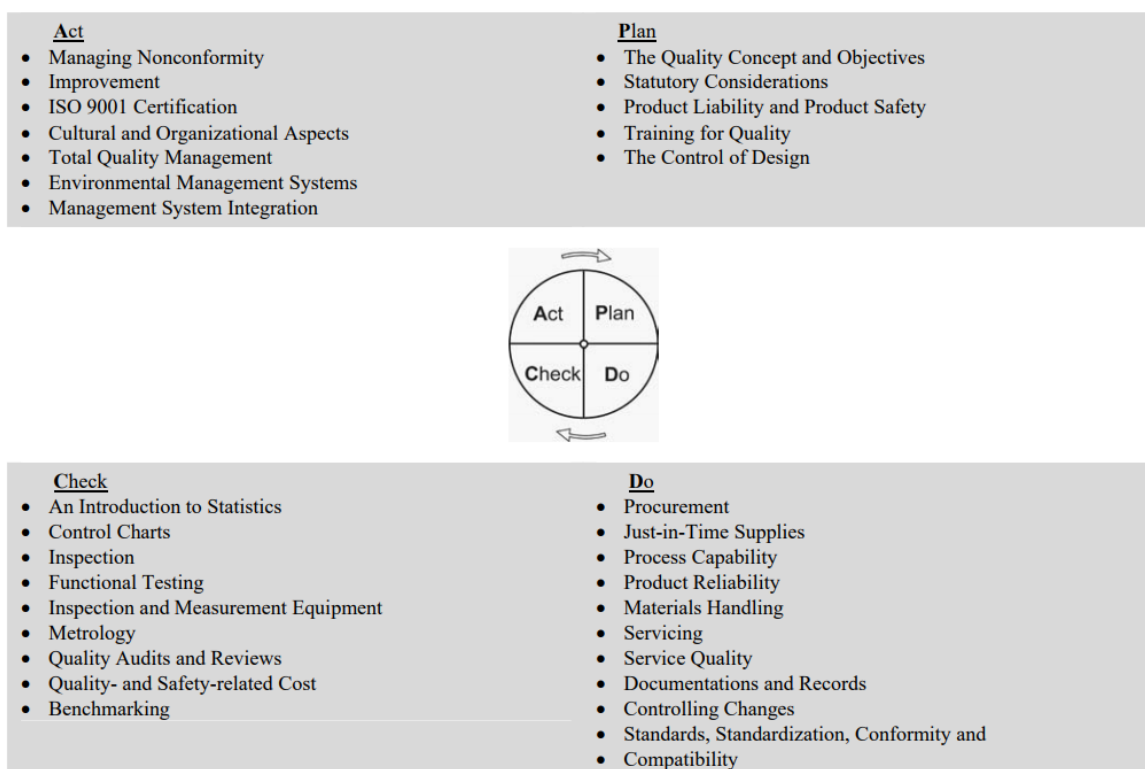 Act
• Managing Nonconformity
• Improvement
• ISO 9001 Certification
• Cultural and Organizational Aspects
• Total Quality Management
• Environmental Management Systems
• Management System Integration
Plan
• The Quality Concept and Objectives
• Statutory Considerations
• Product Liability and Product Safety
• Training for Quality
• The Control of Design
Act
Plan
Check
Do
Check
• An Introduction to Statistics
• Control Charts
• Inspection
• Functional Testing
• Inspection and Measurement Equipment
• Metrology
• Quality Audits and Reviews
• Quality- and Safety-related Cost
• Benchmarking
Do
• Procurement
• Just-in-Time Supplies
• Process Capability
• Product Reliability
• Materials Handling
• Servicing
• Service Quality
• Documentations and Records
• Controlling Changes
• Standards, Standardization, Conformity and
• Compatibility